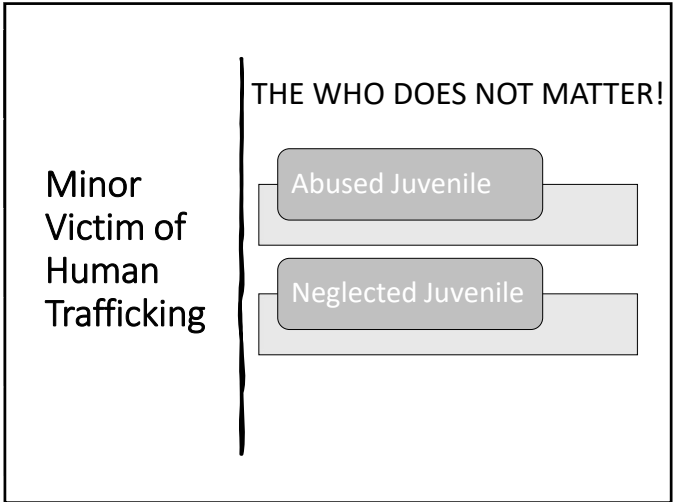 Minor
Victim of
Human
Trafficking
THE WHO DOES NOT MATTER!
Abused Juvenile
Neglected Juvenile